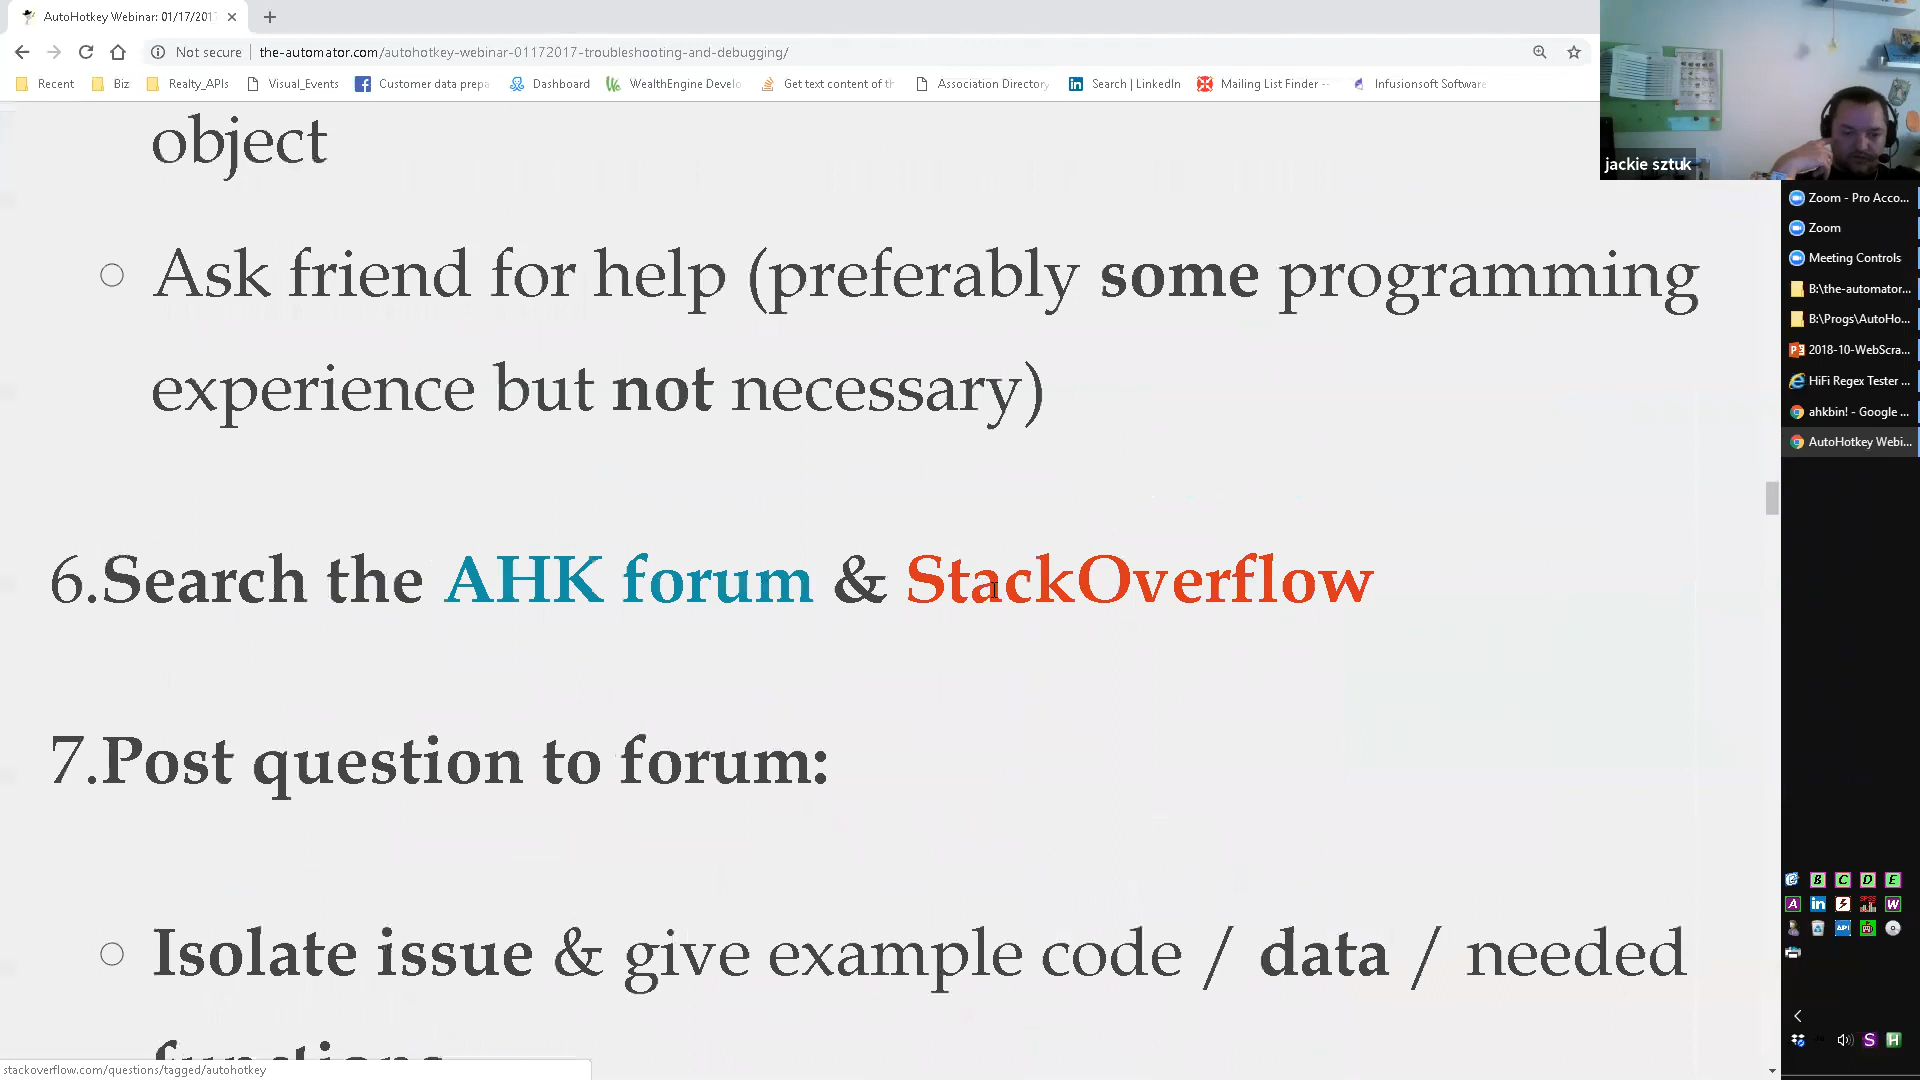 AutoHotkey Webinar: 01/17/201
Not secure
the-automator.com/autohotkey-webinar-01172017-troubleshooting-and-debugging/
Recent
Biz
Realty_APIs
Visual_Events
Customer data prepa
Dashboard
WealthEngine Develo
Get text content of th
Association Directory
Search | LinkedIn
Mailing List Finder --
Infusionsoft Software
jackie sztuk
object
Ask friend for help (preferably some programming
experience but not necessary)
6.Search the AHK forum & StackOverflow
7.Post question to forum:
Isolate issue & give example code / data / needed
functions
stackoverflow.com/questions/tagged/autohotkey
Zoom - Pro Acco...
Zoom
Meeting Controls
B:\the-automator...
B:\Progs\AutoHo...
2018-10-WebScra...
HiFi Regex Tester ...
ahkbin! - Google ...
AutoHotkey Webi...
B C D E
A in W
API
S H